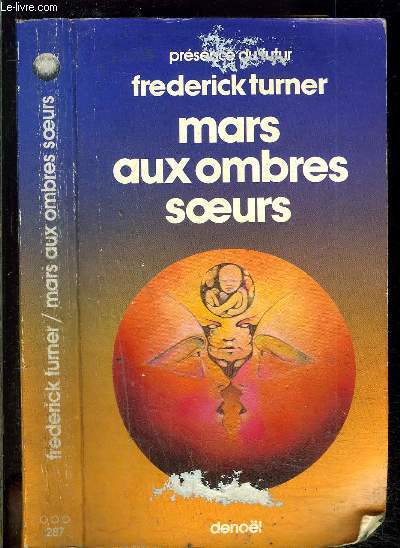 présence du futur
frederick turner
mars
aux ombres
sœurs
denoël
frederick turner / mars aux ombres sœurs
287
le-livre